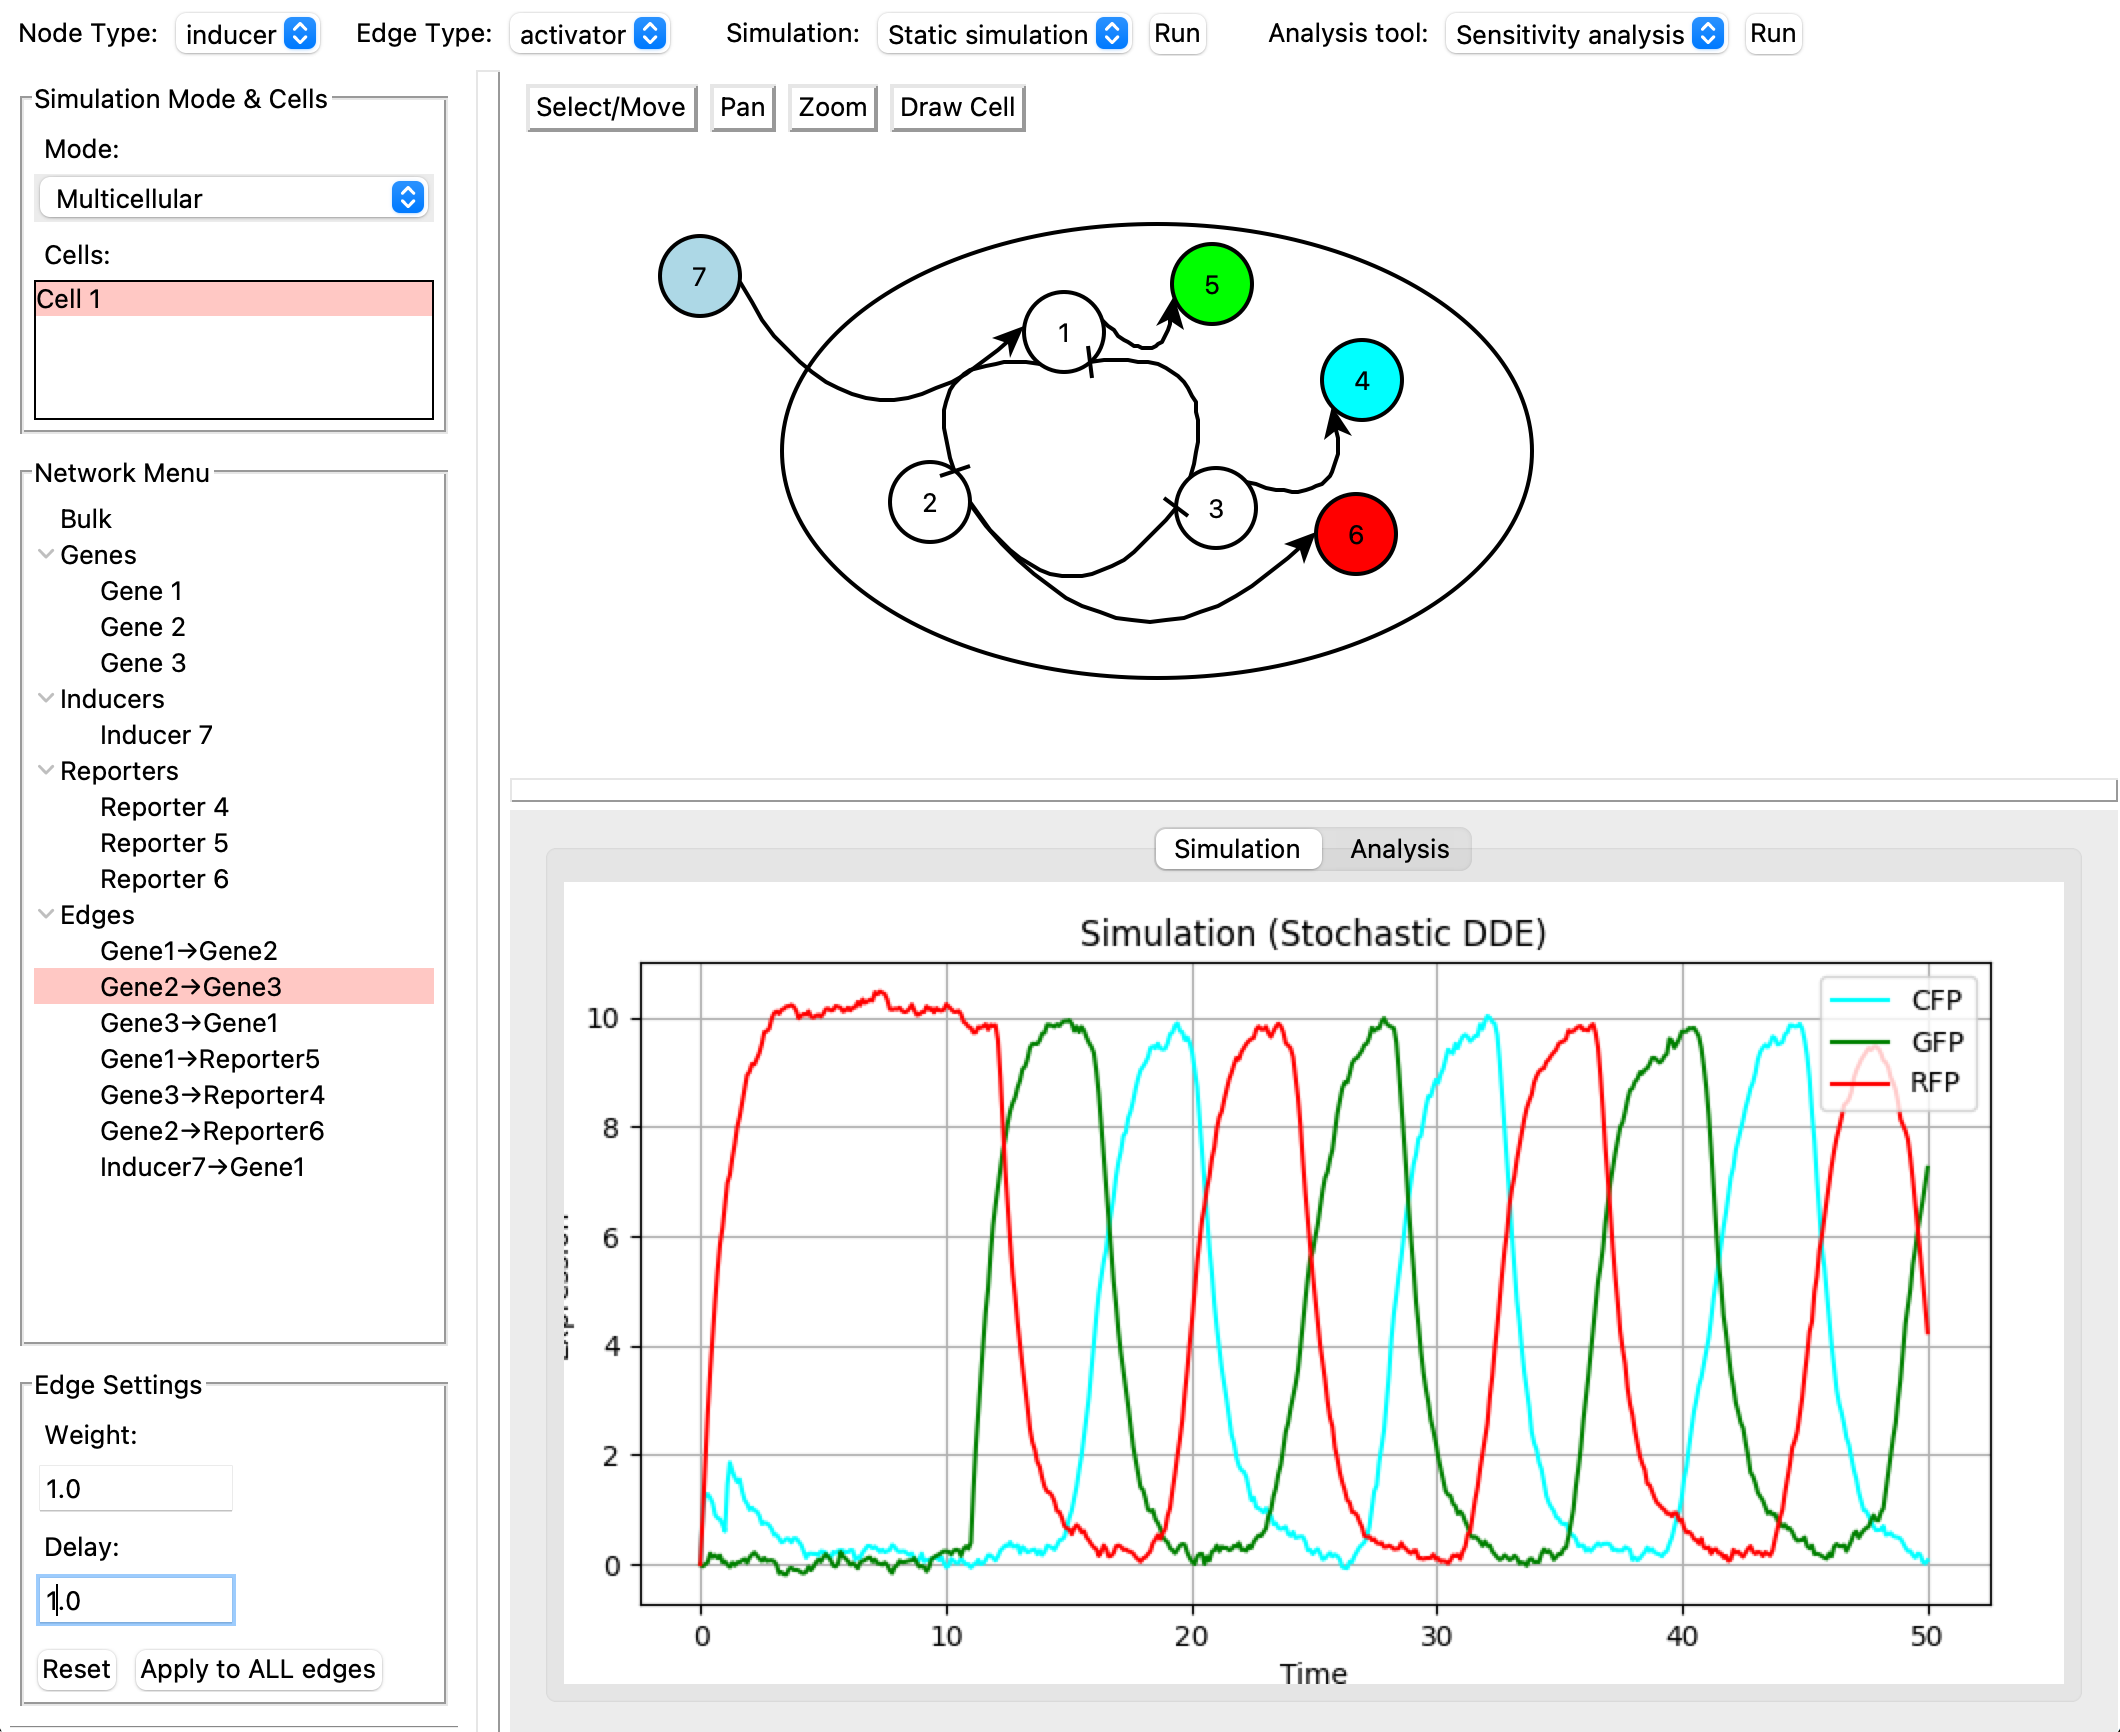 Node Type: inducer Edge Type: activator Simulation: Static simulation Run Analysis tool: Sensitivity analysis Run
Simulation Mode & Cells
Mode:
Multicellular
Cells:
Cell 1
Network Menu
Bulk
Genes
Gene 1
Gene 2
Gene 3
Inducers
Inducer 7
Reporters
Reporter 4
Reporter 5
Reporter 6
Edges
Gene1→Gene2
Gene2→Gene3
Gene3→Gene1
Gene1→Reporter5
Gene3→Reporter4
Gene2→Reporter6
Inducer7→Gene1
Edge Settings
Weight:
1.0
Delay:
1.0
Reset Apply to ALL edges
Select/Move Pan Zoom Draw Cell
7
5
1
4
2
3
6
Simulation Analysis
Simulation (Stochastic DDE)
CFP
GFP
RFP
10
8
6
4
2
0
0 10 20 30 40 50
Time